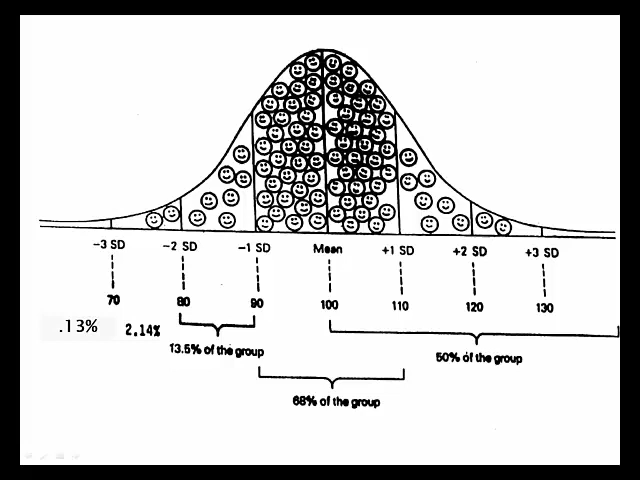 -3 SD -2 SD -1 SD Mean +1 SD +2 SD +3 SD
70 80 90 100 110 120 130
.13% 2.14%
13.5% of the group
50% of the group
68% of the group